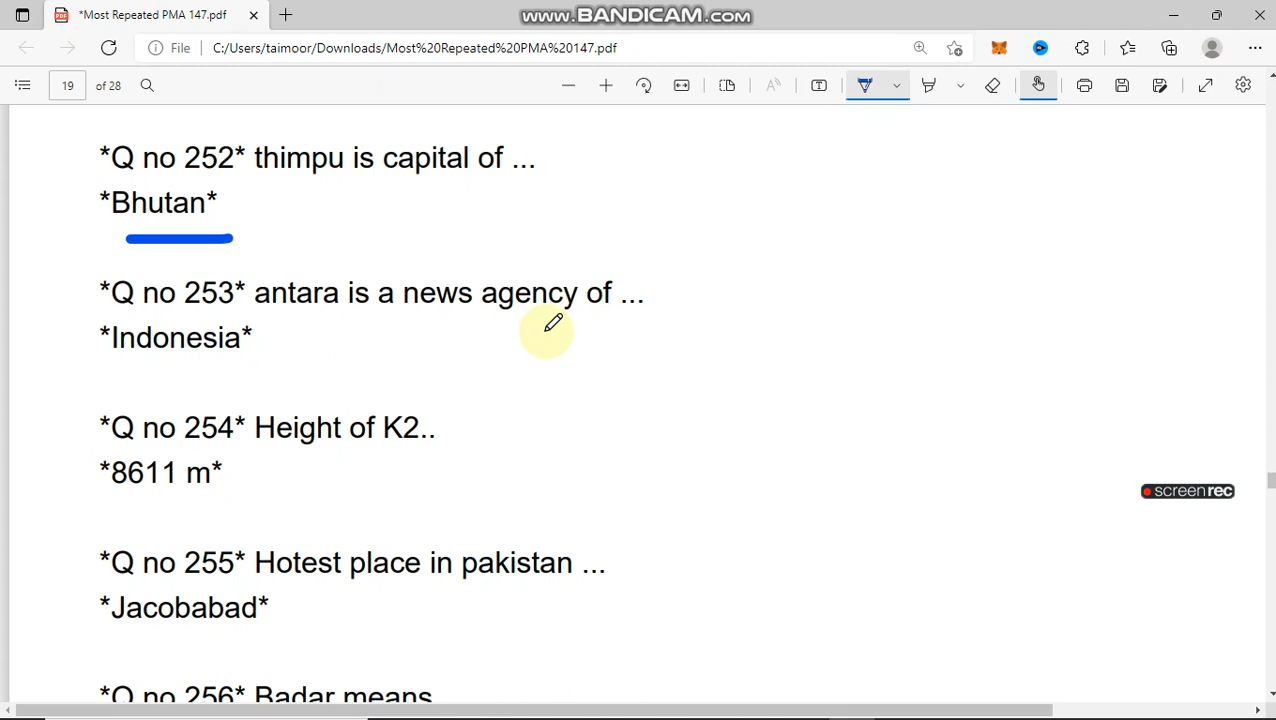 *Most Repeated PMA 147.pdf
www.BANDICAM.com
File
C:/Users/taimoor/Downloads/Most%20Repeated%20PMA%20147.pdf
19 of 28
*Q no 252* thimpu is capital of ...
*Bhutan*
*Q no 253* antara is a news agency of ...
*Indonesia*
*Q no 254* Height of K2..
*8611 m*
screenrec
*Q no 255* Hotest place in pakistan ...
*Jacobabad*
*Q no 256* Badar means